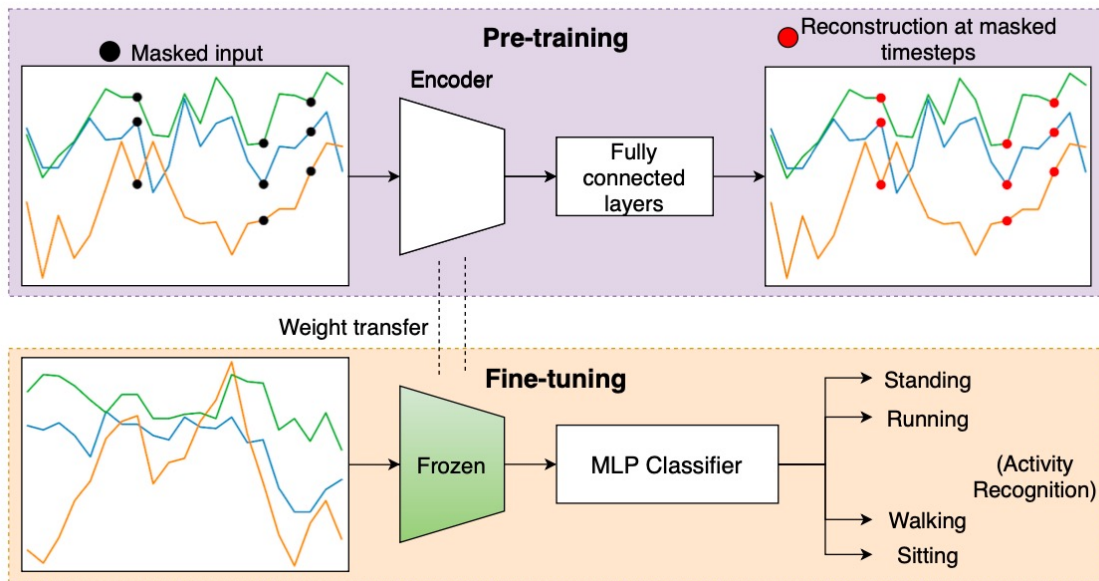 Pre-training
Masked input
Reconstruction at masked
timesteps
Encoder
Fully
connected
layers
Weight transfer
Fine-tuning
Frozen
MLP Classifier
Standing
Running
(Activity
Recognition)
Walking
Sitting